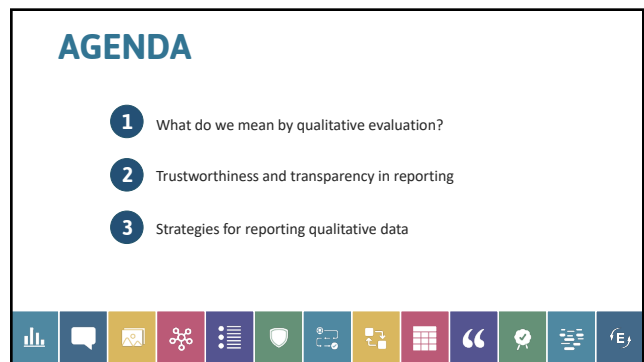 AGENDA
1 What do we mean by qualitative evaluation?
2 Trustworthiness and transparency in reporting
3 Strategies for reporting qualitative data
E